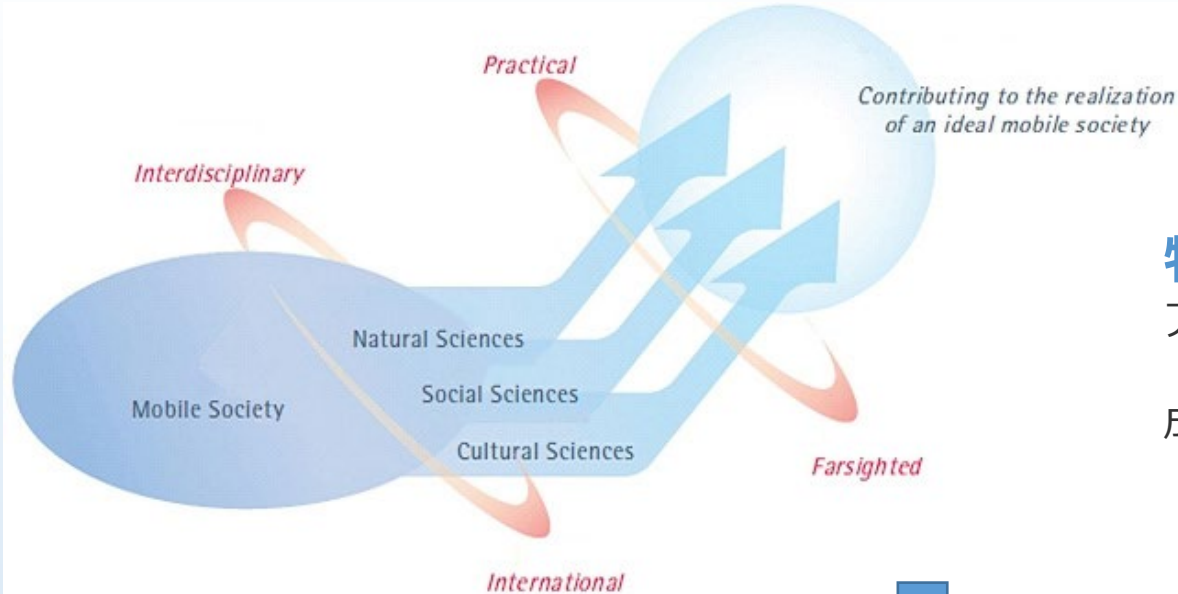 Practical
Contributing to the realization
of an ideal mobile society
Interdisciplinary
Natural Sciences
Social Sciences
Mobile Society
Cultural Sciences
Farsighted
International